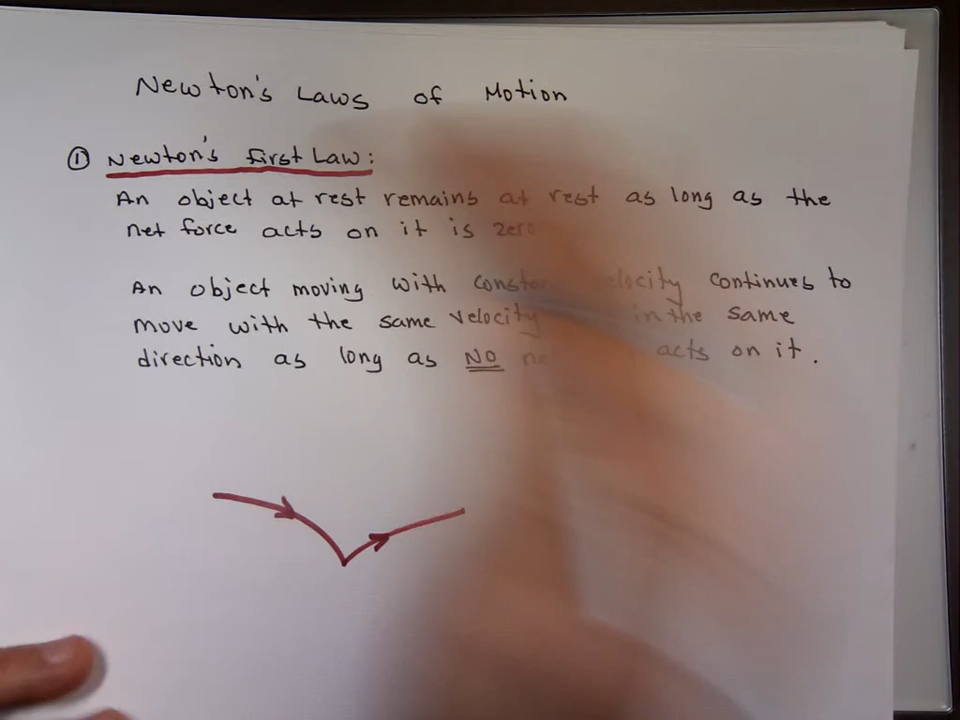 Newton's Laws of Motion
① Newton's first Law:
An object at rest remains at rest as long as the
net force acts on it is zero
An object moving with constant velocity continues to
move with the same velocity in the same
direction as long as NO acts on it.